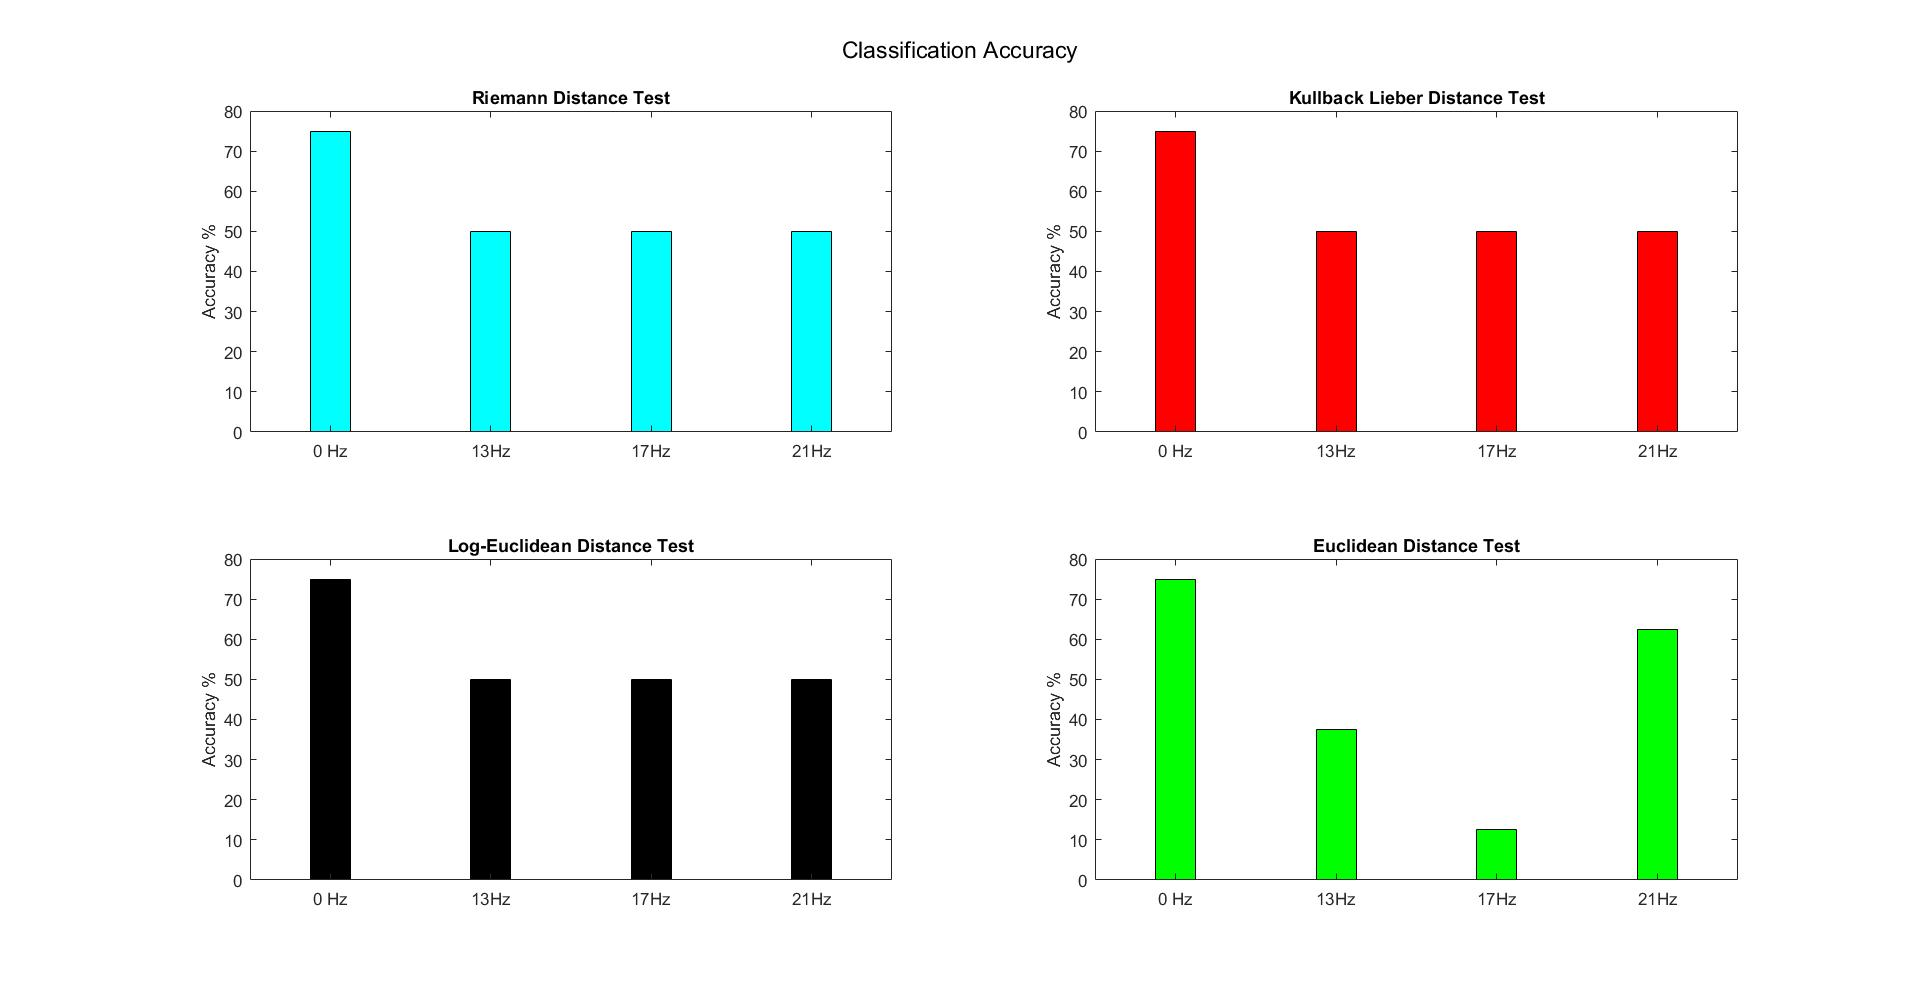 Classification Accuracy
Riemann Distance Test
80
70
60
50
40
30
20
10
0
Accuracy %
0 Hz 13Hz 17Hz 21Hz
Kullback Lieber Distance Test
80
70
60
50
40
30
20
10
0
Accuracy %
0 Hz 13Hz 17Hz 21Hz
Log-Euclidean Distance Test
80
70
60
50
40
30
20
10
0
Accuracy %
0 Hz 13Hz 17Hz 21Hz
Euclidean Distance Test
80
70
60
50
40
30
20
10
0
Accuracy %
0 Hz 13Hz 17Hz 21Hz